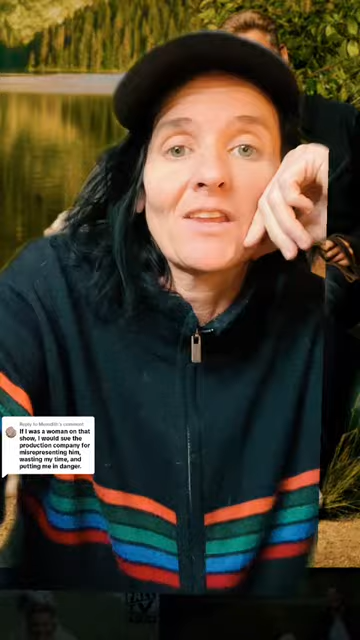 Reply to Meredith's comment
If I was a woman on that
show, I would sue the
production company for
misrepresenting him,
wasting my time, and
putting me in danger.